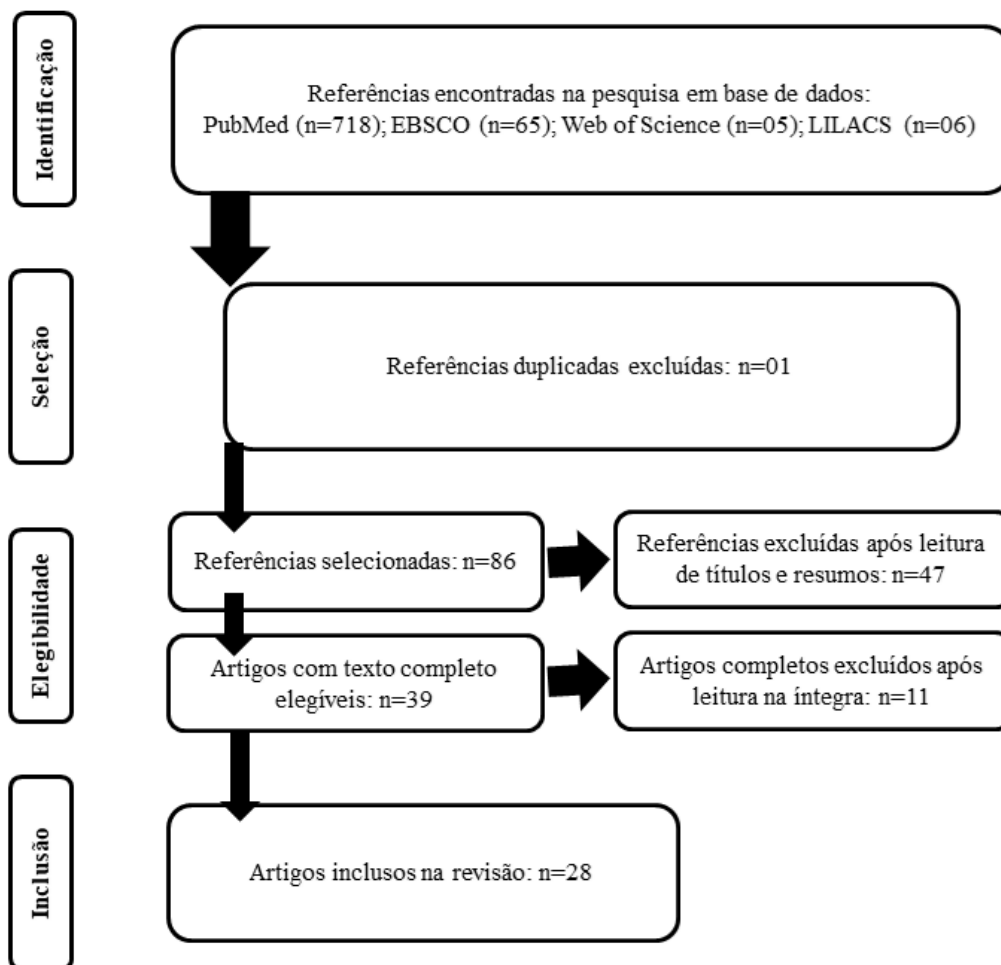 Identificação
Referências encontradas na pesquisa em base de dados:
PubMed (n=718); EBSCO (n=65); Web of Science (n=05); LILACS (n=06)
Seleção
Referências duplicadas excluídas: n=01
Elegibilidade
Referências selecionadas: n=86
Referências excluídas após leitura
de títulos e resumos: n=47
Artigos com texto completo
elegíveis: n=39
Artigos completos excluídos após
leitura na íntegra: n=11
Inclusão
Artigos inclusos na revisão: n=28